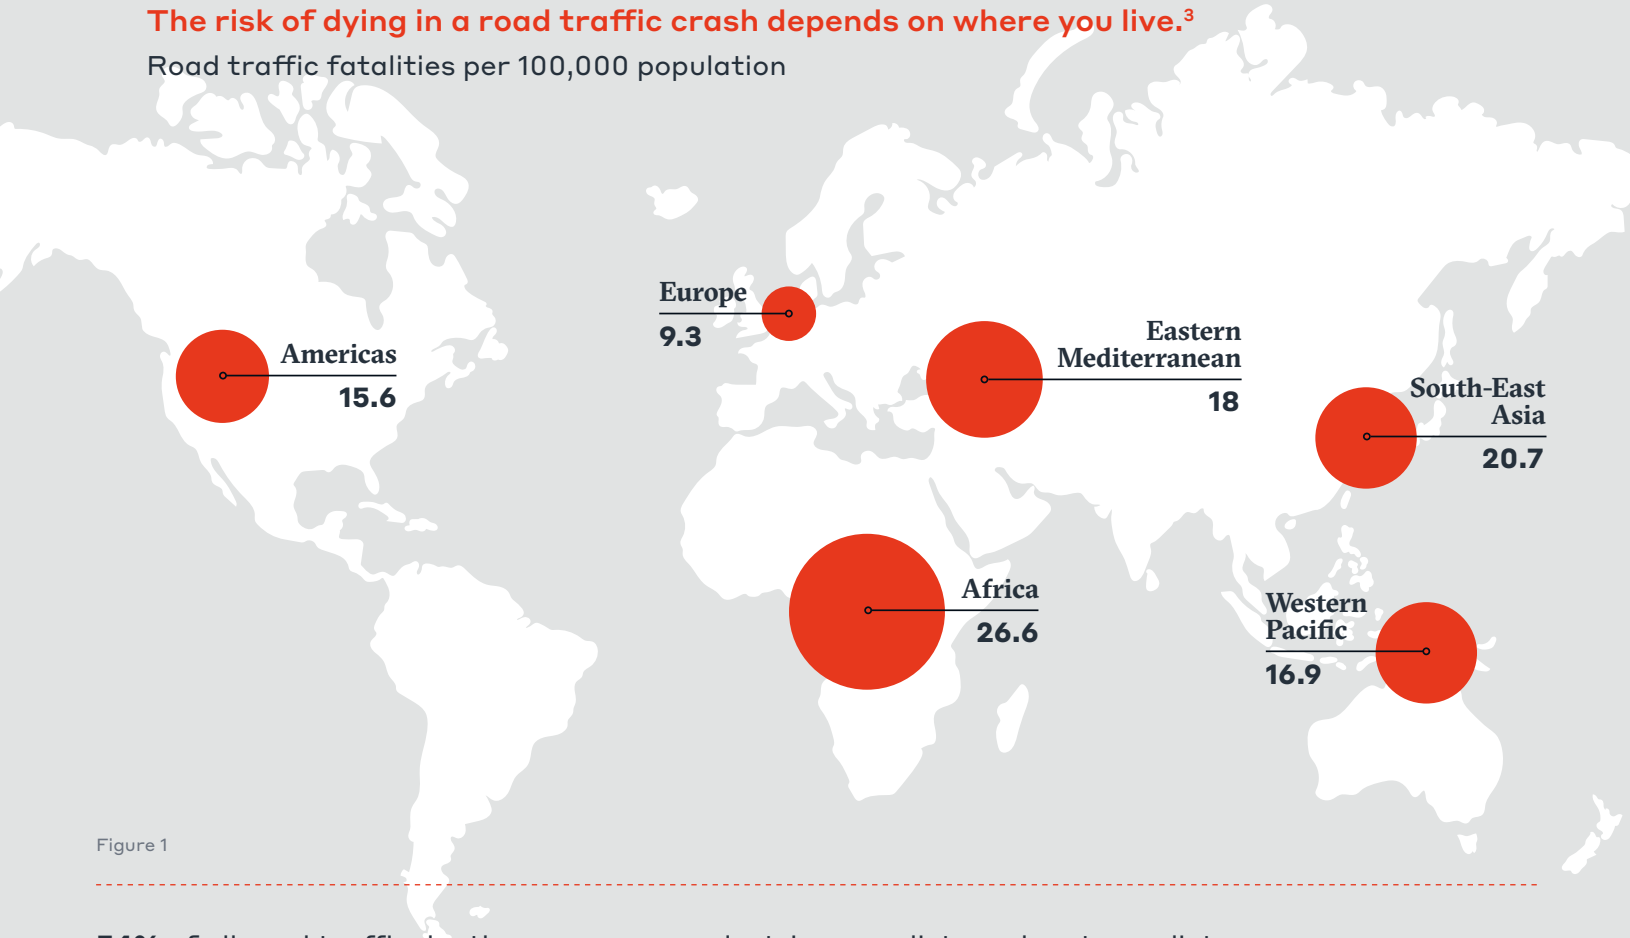 The risk of dying in a road traffic crash depends on where you live.³
Road traffic fatalities per 100,000 population
Europe
9.3
Eastern
Mediterranean
18
Americas
15.6
South-East
Asia
20.7
Africa
26.6
Western
Pacific
16.9
Figure 1